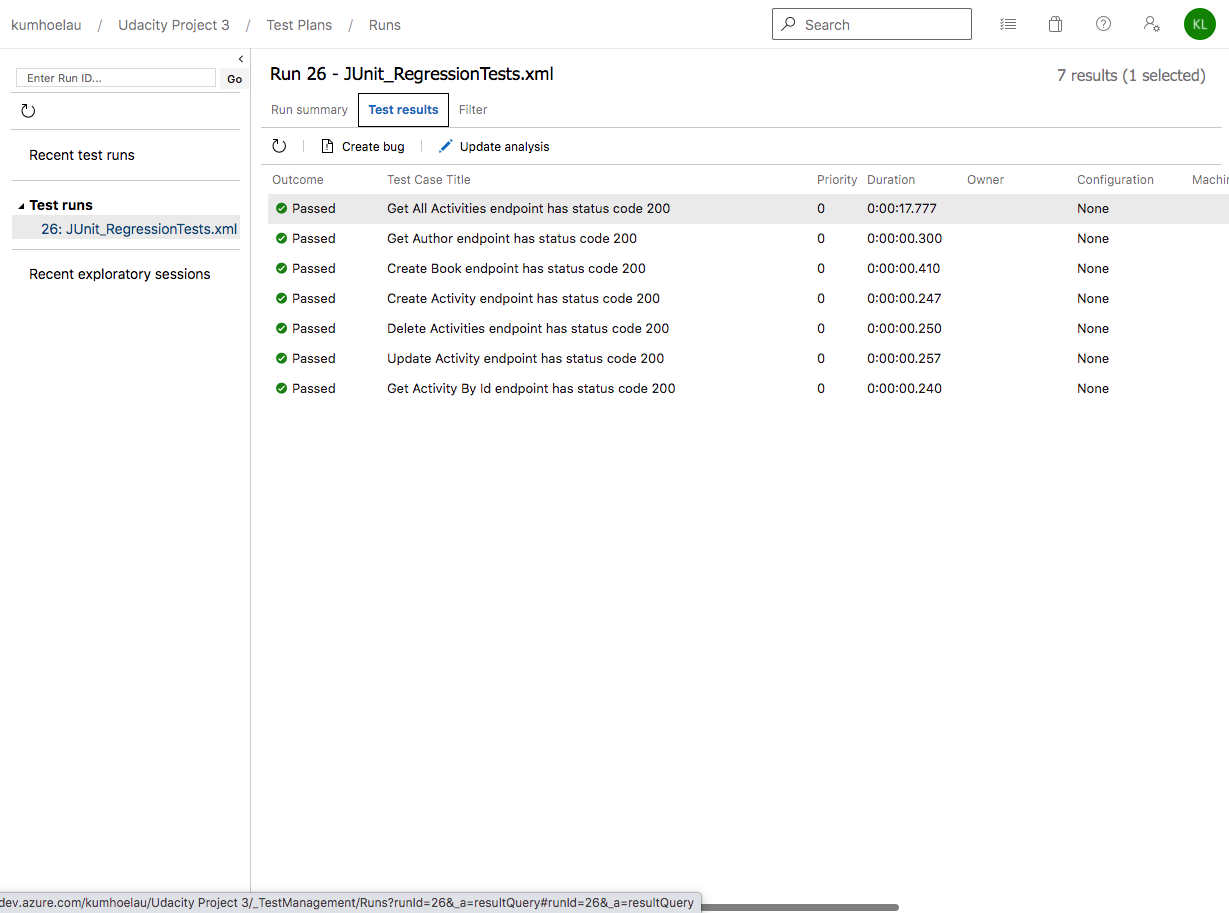 kumhoelau / Udacity Project 3 / Test Plans / Runs
Search
KL
Enter Run ID...
Go
Recent test runs
Test runs
26: JUnit_RegressionTests.xml
Recent exploratory sessions
Run 26 - JUnit_RegressionTests.xml
7 results (1 selected)
Run summary Test results Filter
Create bug Update analysis
Outcome Test Case Title Priority Duration Owner Configuration Machin
Passed Get All Activities endpoint has status code 200 0 0:00:17.777 None
Passed Get Author endpoint has status code 200 0 0:00:00.300 None
Passed Create Book endpoint has status code 200 0 0:00:00.410 None
Passed Create Activity endpoint has status code 200 0 0:00:00.247 None
Passed Delete Activities endpoint has status code 200 0 0:00:00.250 None
Passed Update Activity endpoint has status code 200 0 0:00:00.257 None
Passed Get Activity By Id endpoint has status code 200 0 0:00:00.240 None
dev.azure.com/kumhoelau/Udacity Project 3/_TestManagement/Runs?runId=26&_a=resultQuery#runId=26&_a=resultQuery